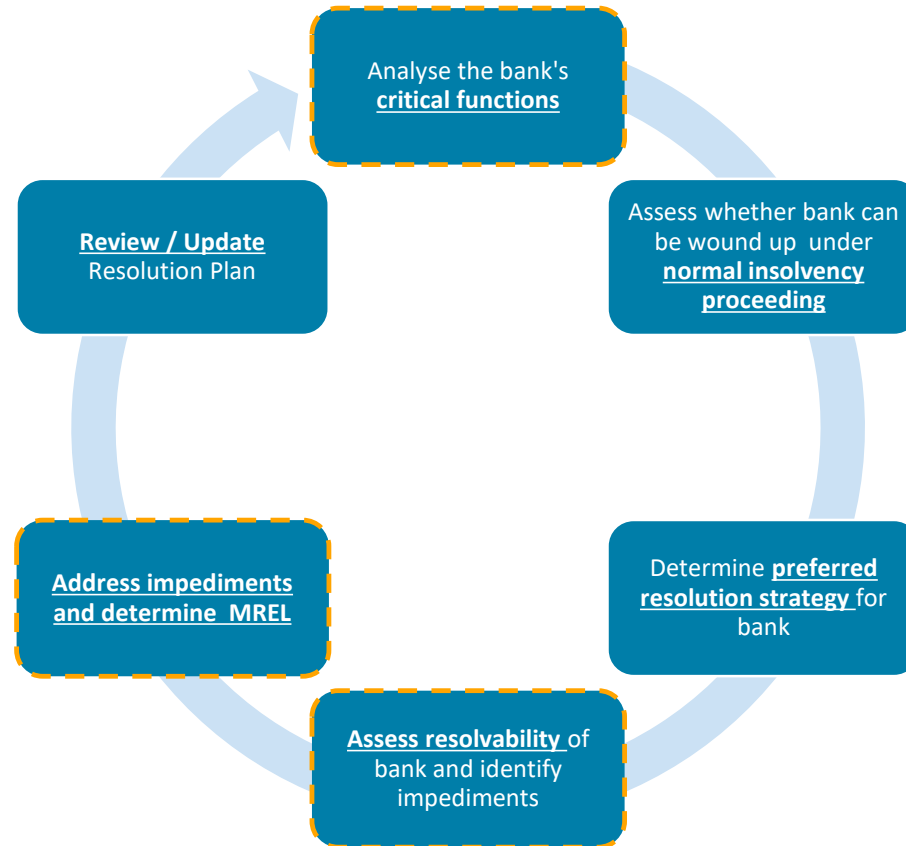 Analyse the bank's
critical functions
Assess whether bank can
be wound up under
normal insolvency
proceeding
Determine preferred
resolution strategy for
bank
Assess resolvability of
bank and identify
impediments
Address impediments
and determine MREL
Review / Update
Resolution Plan